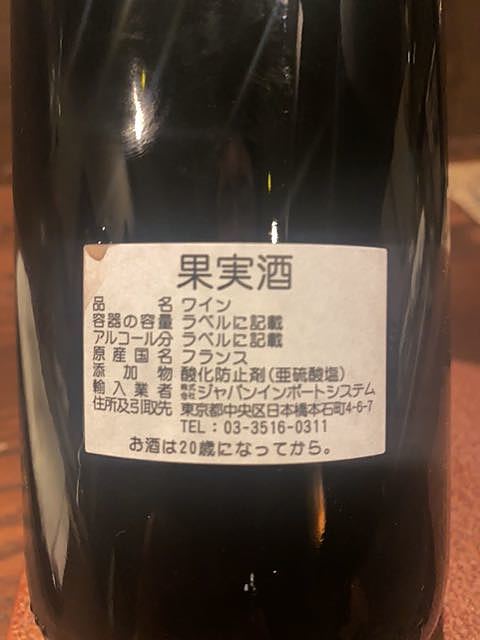 果実酒
品名 ワイン
容器の容量 ラベルに記載
アルコール分 ラベルに記載
原産国名 フランス
添加物 酸化防止剤(亜硫酸塩)
輸入業者 株式会社ジャパンインポートシステム
住所及引取先 東京都中央区日本橋本石町4-6-7
TEL:03-3516-0311
お酒は20歳になってから。